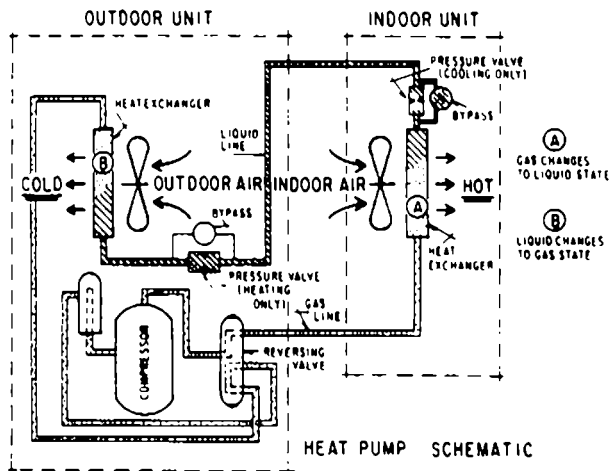 OUTDOOR UNIT
INDOOR UNIT
PRESSURE VALVE
(COOLING ONLY)
HEATEXCHANGER
BYPASS
LIQUID
LINE
B
A
GAS CHANGES
TO LIQUID STATE
COLD
OUTDOOR AIR
INDOOR AIR
HOT
A
BYPASS
B
HEAT
EXCHANGER
LIQUID CHANGES
TO GAS STATE
PRESSURE VALVE
(HEATING
ONLY)
GAS
LINE
COMPRESSOR
REVERSING
VALVE
HEAT PUMP SCHEMATIC